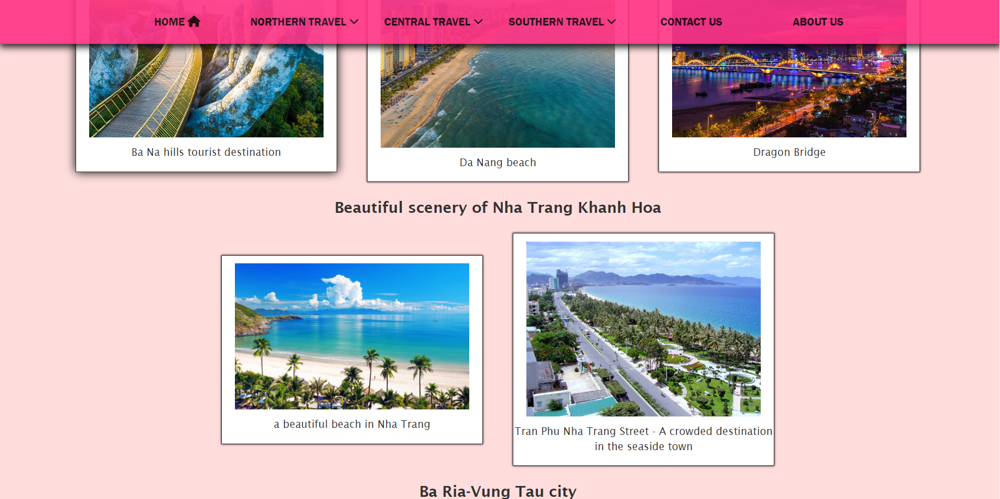 HOME
NORTHERN TRAVEL
CENTRAL TRAVEL
SOUTHERN TRAVEL
CONTACT US
ABOUT US
Ba Na hills tourist destination
Da Nang beach
Dragon Bridge
Beautiful scenery of Nha Trang Khanh Hoa
a beautiful beach in Nha Trang
Tran Phu Nha Trang Street - A crowded destination
in the seaside town
Ba Ria-Vung Tau city